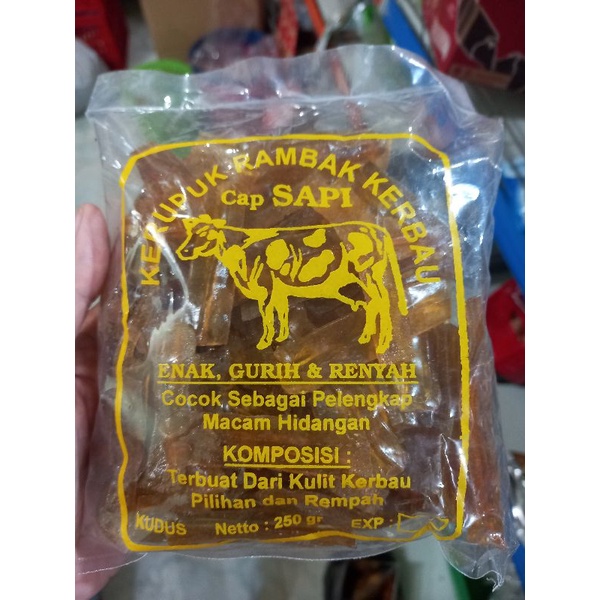 KERUPUK RAMBAK KERBAU
Cap SAPI
ENAK, GURIH & RENYAH
Cocok Sebagai Pelengkap
Macam Hidangan
KOMPOSISI :
Terbuat Dari Kulit Kerbau
Pilihan dan Rempah
KUDUS Netto : 250 gr EXP :